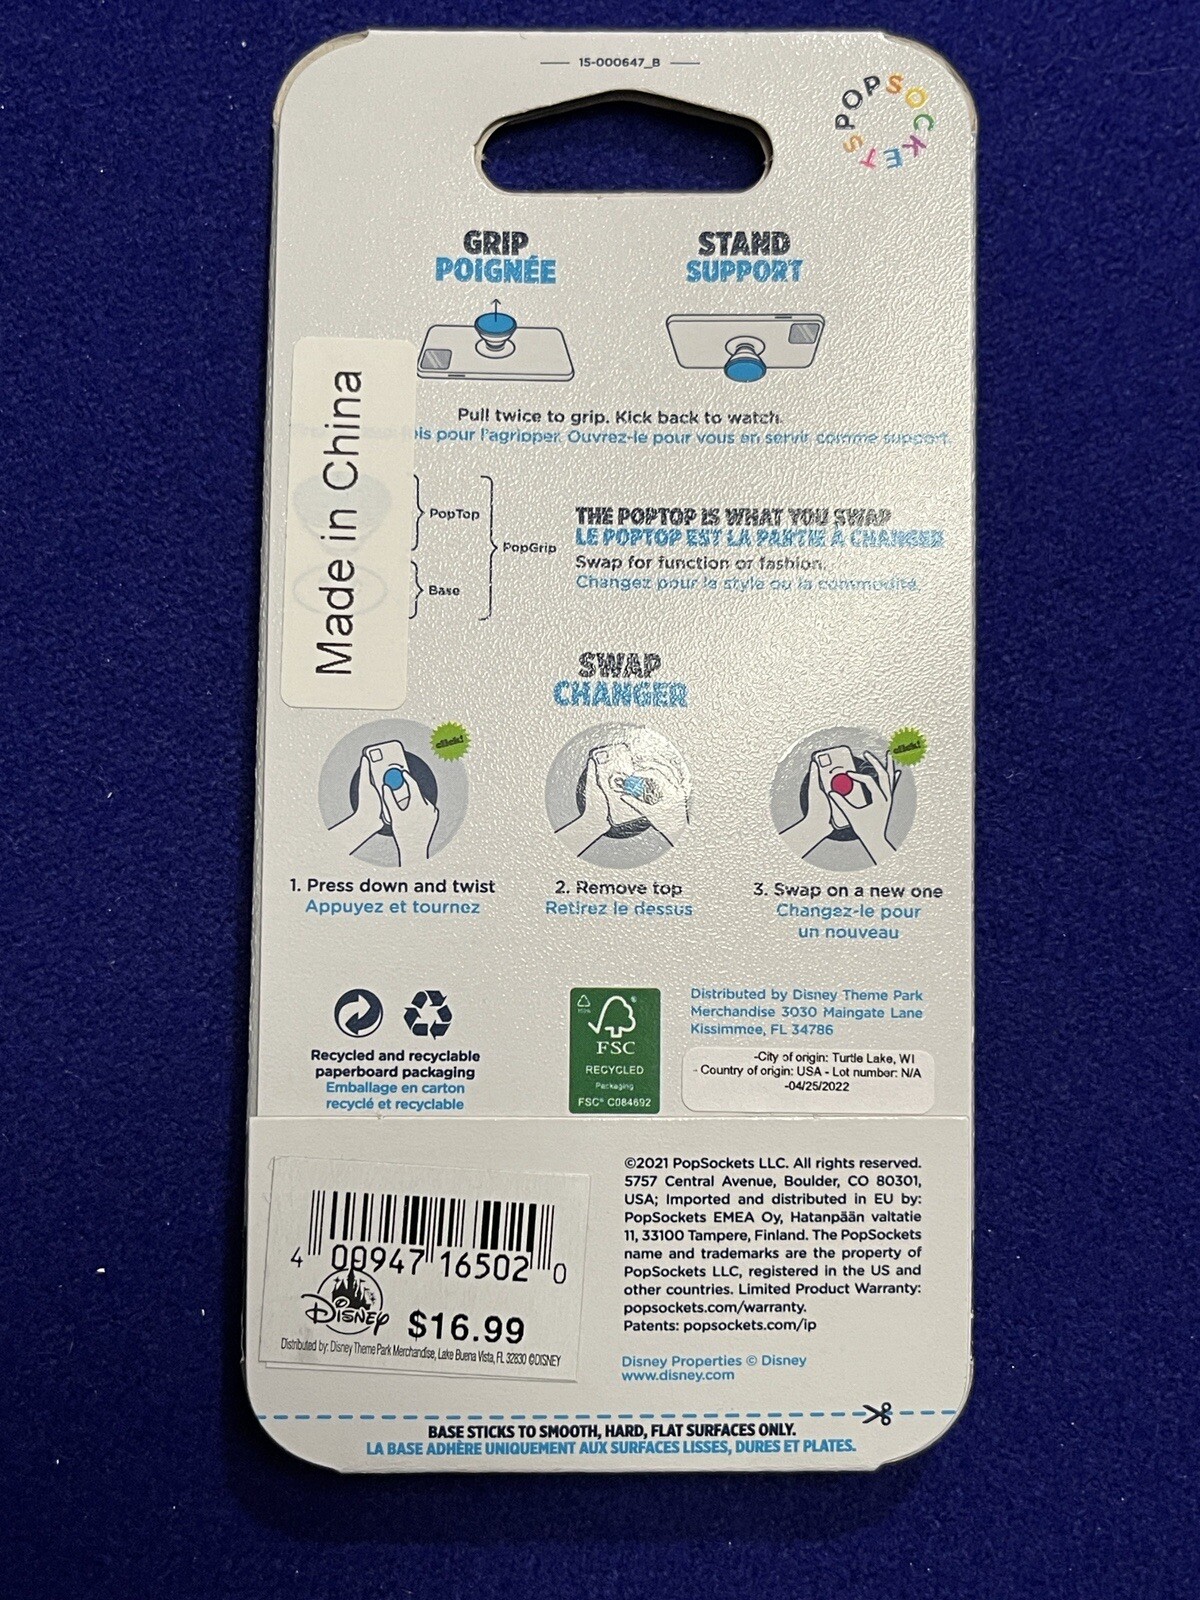 15-000647_B
POPSOCKETS
GRIP
POIGNÉE
STAND
SUPPORT
Pull twice to grip. Kick back to watch.
pour l'agripper. Ouvrez-le pour vous en servir comme support.
Made in China
PopTop
PopGrip
Base
THE POPTOP IS WHAT YOU SWAP
LE POPTOP EST LA PARTIE À CHANGER
Swap for function or fashion.
Changez pour le style ou la commodité.
SWAP
CHANGER
click!
click!
1. Press down and twist
Appuyez et tournez
2. Remove top
Retirez le dessus
3. Swap on a new one
Changez-le pour
un nouveau
Recycled and recyclable
paperboard packaging
Emballage en carton
recyclé et recyclable
FSC
RECYCLED
Packaging
FSC® C084692
Distributed by Disney Theme Park
Merchandise 3030 Maingate Lane
Kissimmee, FL 34786
-City of origin: Turtle Lake, WI
- Country of origin: USA - Lot number: N/A
-04/25/2022
4 00947 16502 0
Disney $16.99
Distributed by: Disney Theme Park Merchandise, Lake Buena Vista, FL 32830 ©DISNEY
©2021 PopSockets LLC. All rights reserved.
5757 Central Avenue, Boulder, CO 80301,
USA; Imported and distributed in EU by:
PopSockets EMEA Oy, Hatanpään valtatie
11, 33100 Tampere, Finland. The PopSockets
name and trademarks are the property of
PopSockets LLC, registered in the US and
other countries. Limited Product Warranty:
popsockets.com/warranty.
Patents: popsockets.com/ip
Disney Properties © Disney
www.disney.com
BASE STICKS TO SMOOTH, HARD, FLAT SURFACES ONLY.
LA BASE ADHÈRE UNIQUEMENT AUX SURFACES LISSES, DURES ET PLATES.